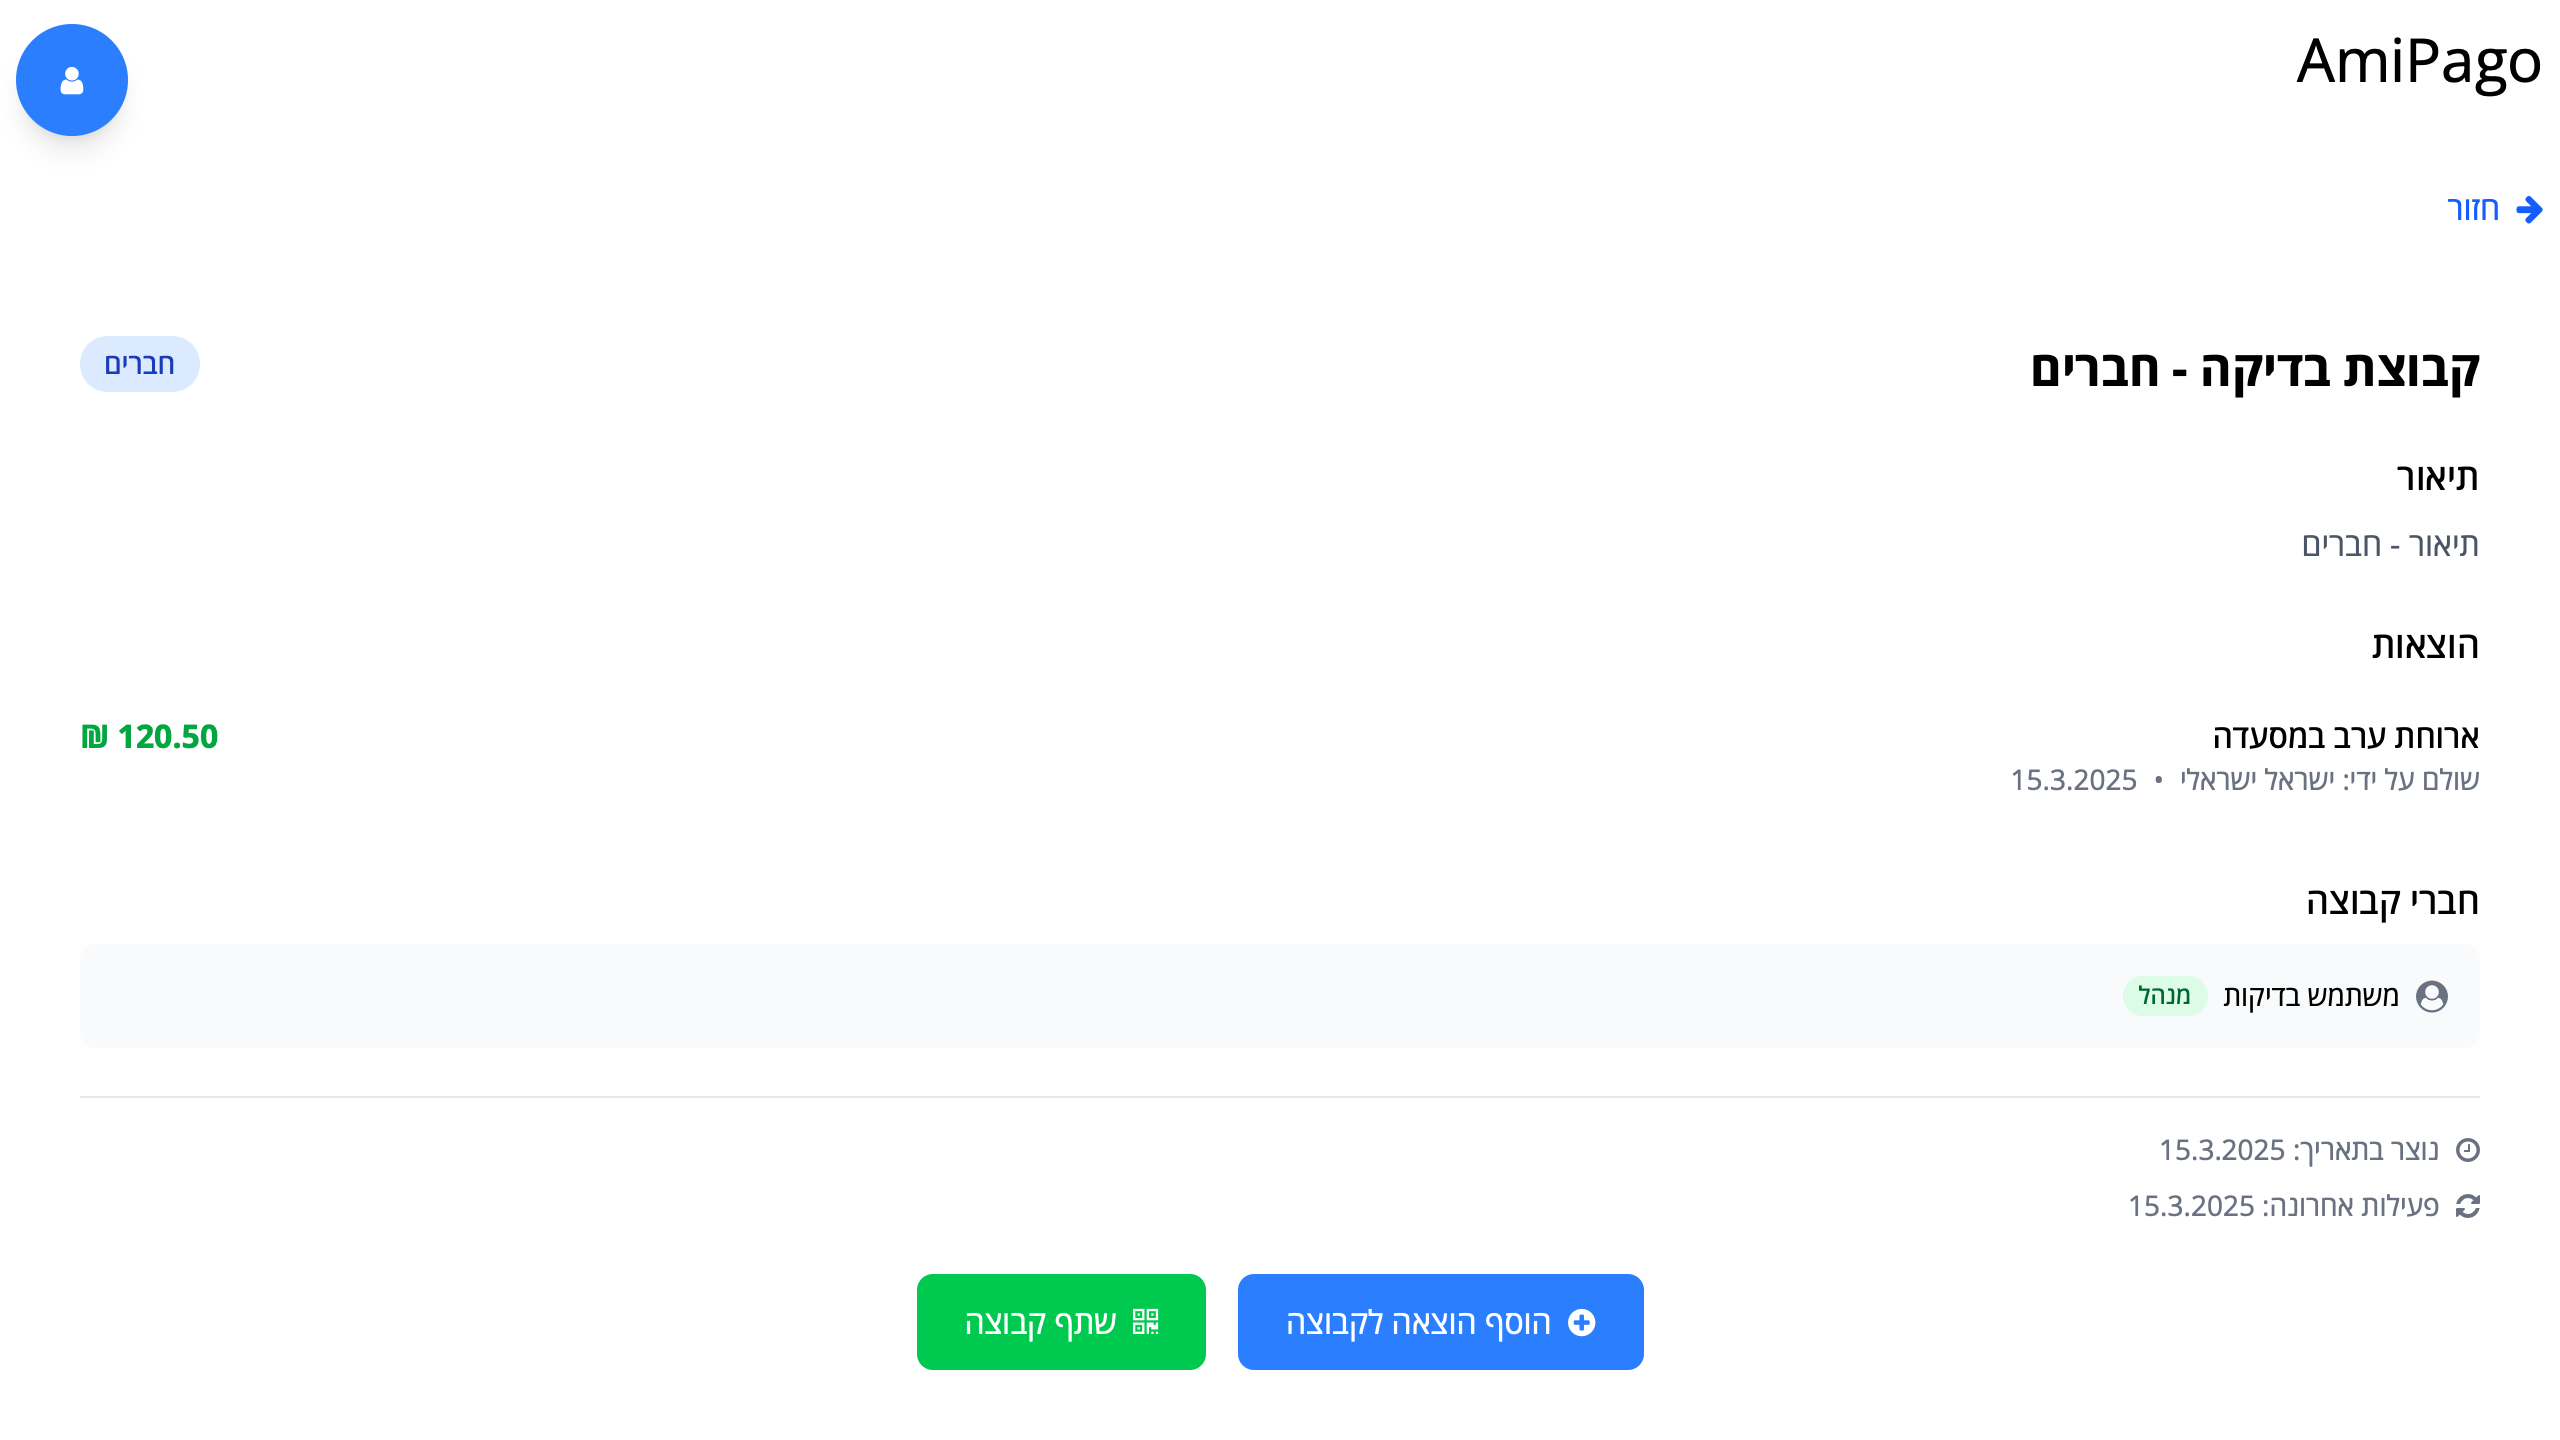 AmiPago
חזור
קבוצת בדיקה - חברים
חברים
תיאור
תיאור - חברים
הוצאות
ארוחת ערב במסעדה
120.50 ₪
שולם על ידי: ישראל ישראלי • 15.3.2025
חברי קבוצה
משתמש בדיקות מנהל
נוצר בתאריך: 15.3.2025
פעילות אחרונה: 15.3.2025
הוסף הוצאה לקבוצה
שתף קבוצה